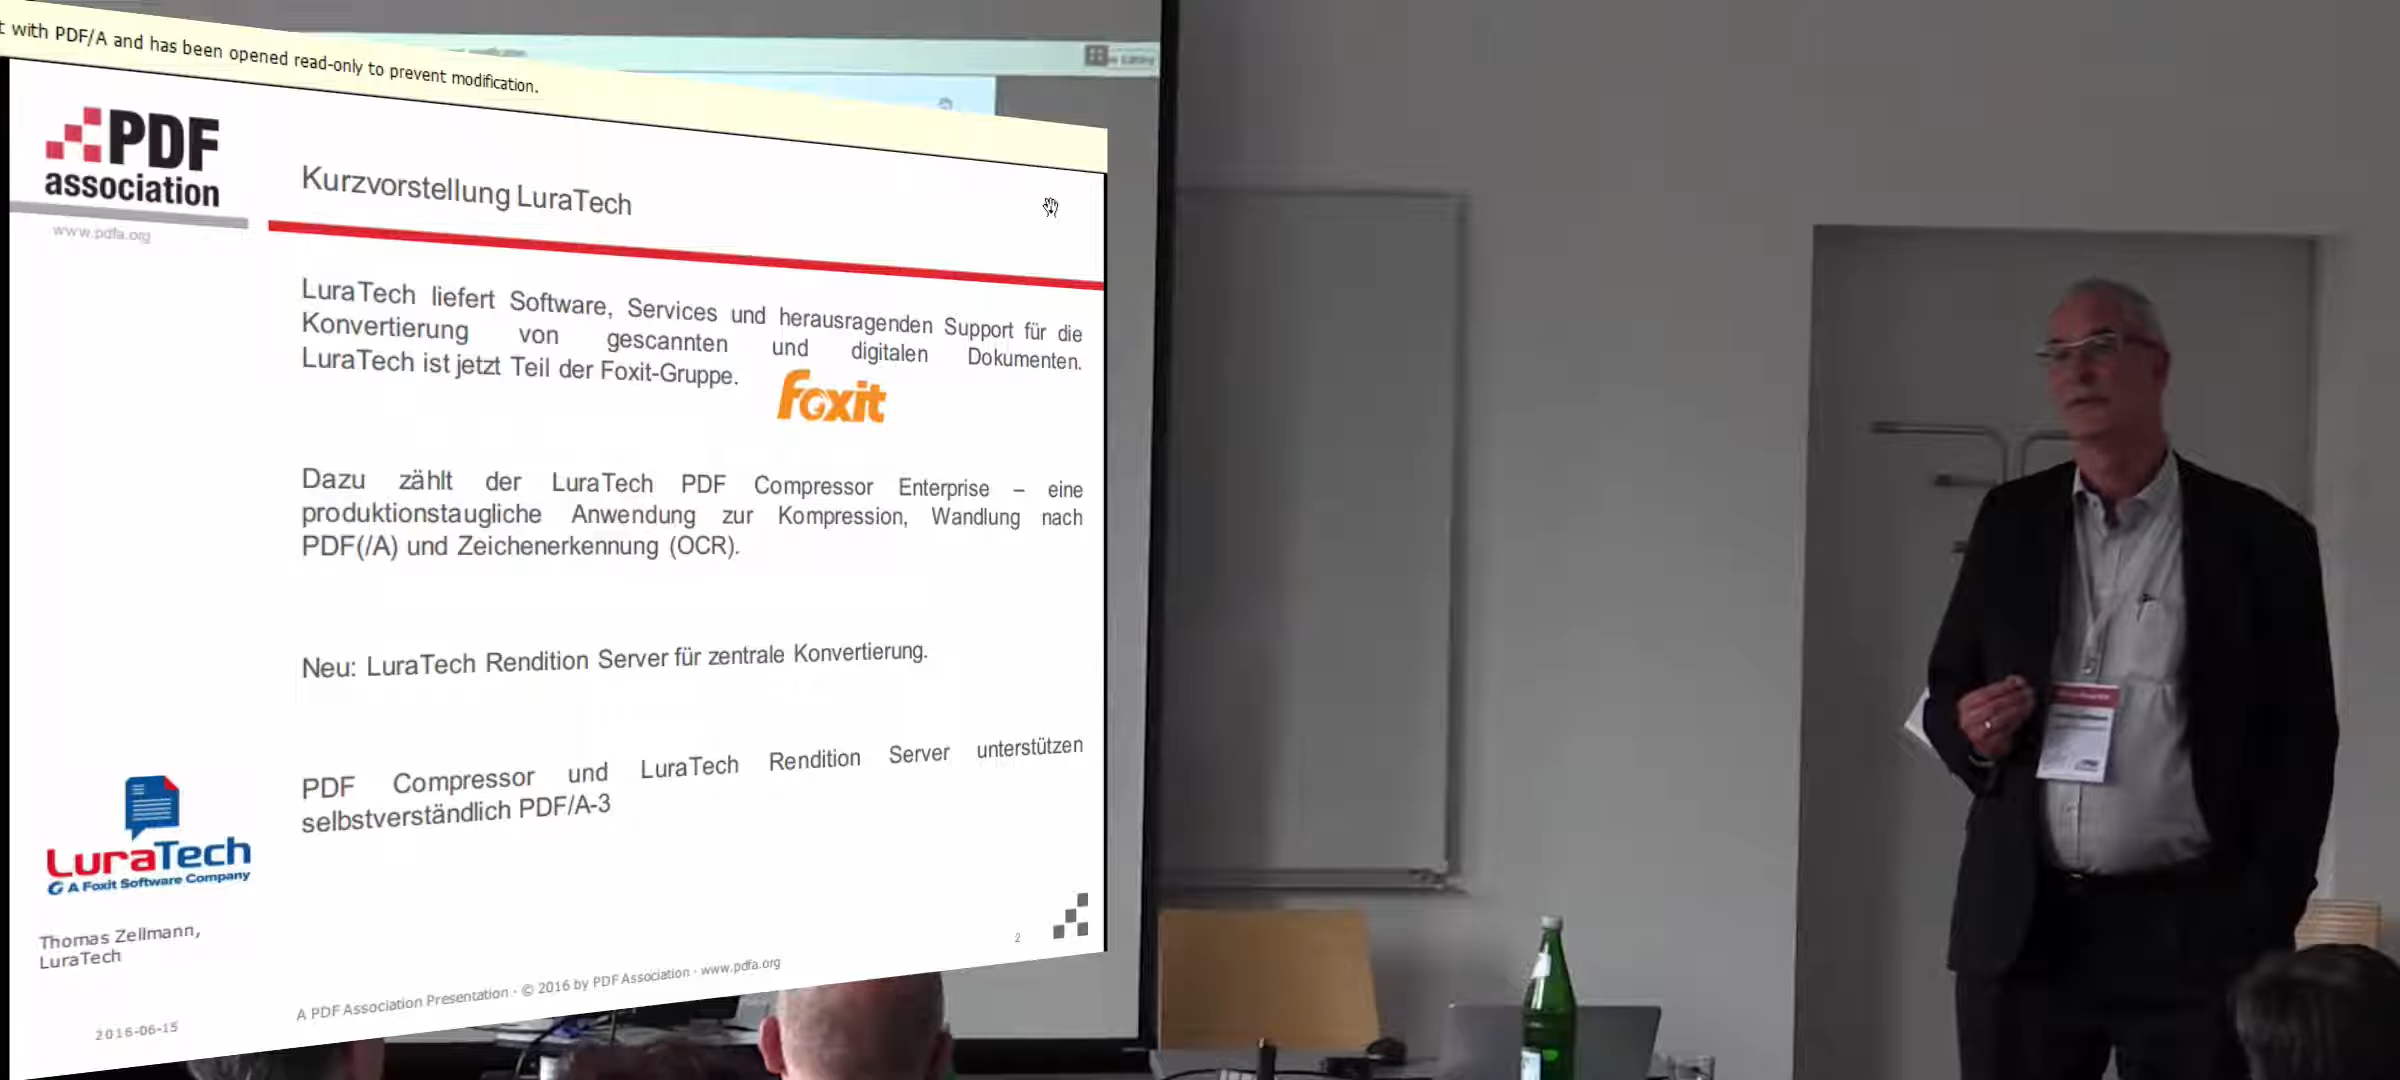 with PDF/A and has been opened read-only to prevent modification.
PDF
association
www.pdfa.org
Kurzvorstellung LuraTech
LuraTech liefert Software, Services und herausragenden Support für die
Konvertierung von gescannten und digitalen Dokumenten.
LuraTech ist jetzt Teil der Foxit-Gruppe.
foxit
Dazu zählt der LuraTech PDF Compressor Enterprise – eine
produktionstaugliche Anwendung zur Kompression, Wandlung nach
PDF(/A) und Zeichenerkennung (OCR).
Neu: LuraTech Rendition Server für zentrale Konvertierung.
PDF Compressor und LuraTech Rendition Server unterstützen
selbstverständlich PDF/A-3
LuraTech
A Foxit Software Company
Thomas Zellmann,
LuraTech
2
A PDF Association Presentation · © 2016 by PDF Association · www.pdfa.org
2016-06-15